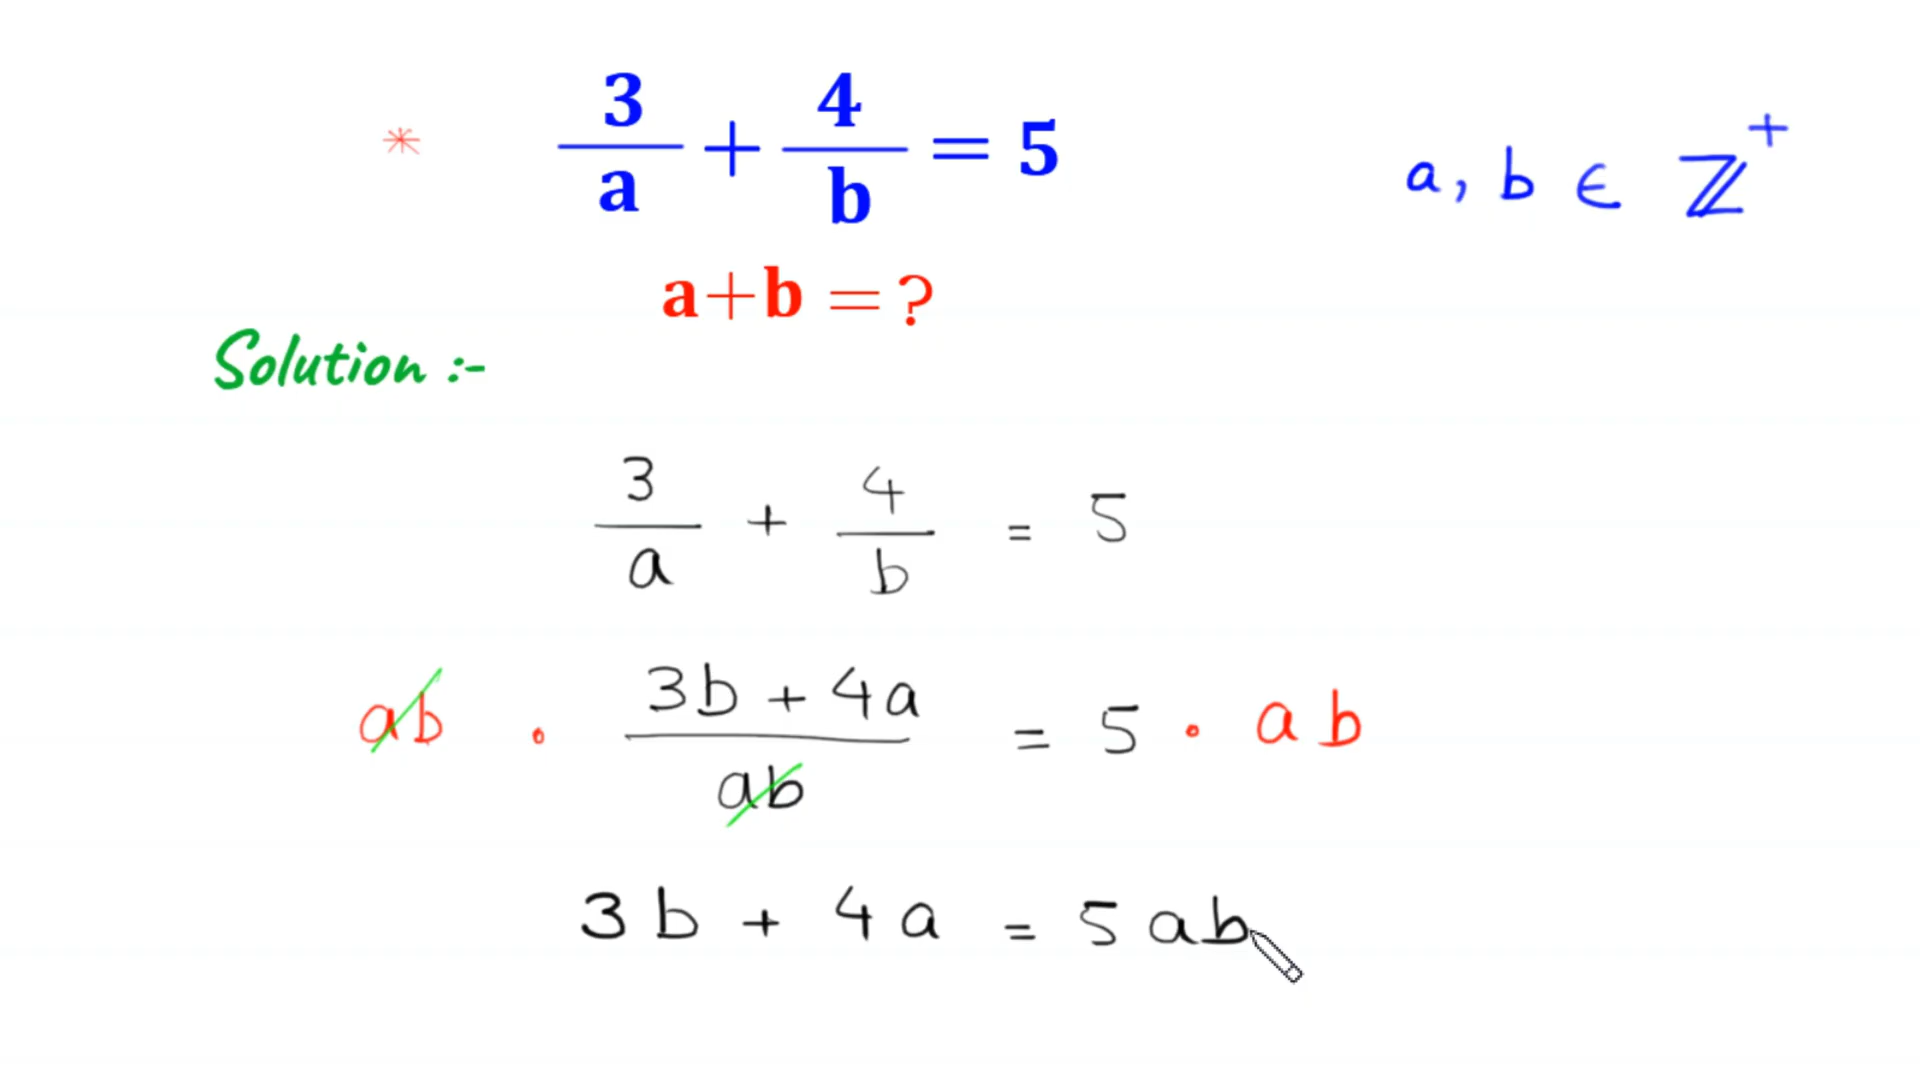 * 3/a + 4/b = 5
a, b ∈ ℤ⁺
a+b = ?
Solution :-
3/a + 4/b = 5
ab · (3b + 4a)/ab = 5 · ab
3b + 4a = 5ab